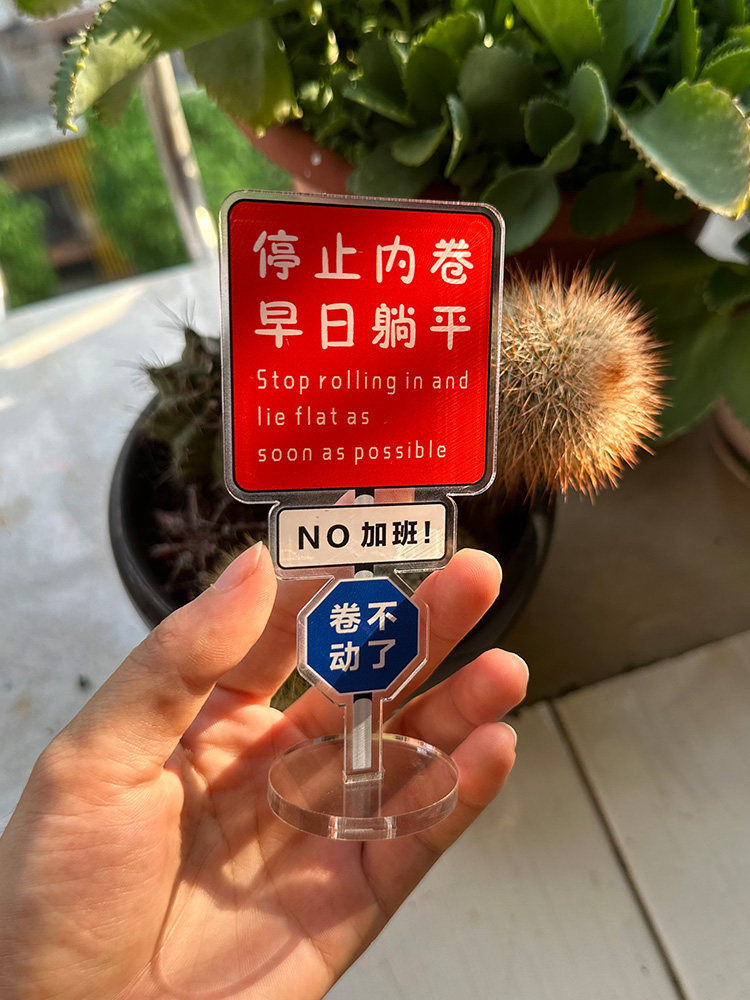 停止内卷
早日躺平
Stop rolling in and
lie flat as
soon as possible
NO 加班!
卷不
动了